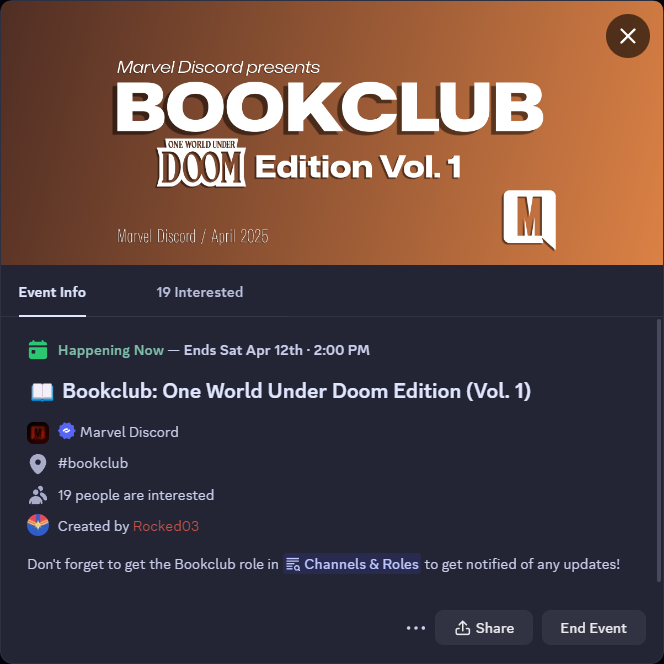 Marvel Discord presents
BOOKCLUB
ONE WORLD UNDER
DOOM Edition Vol. 1
M
Marvel Discord / April 2025
Event Info
19 Interested
Happening Now — Ends Sat Apr 12th · 2:00 PM
📖 Bookclub: One World Under Doom Edition (Vol. 1)
M
Marvel Discord
#bookclub
19 people are interested
Created by Rocked03
Don't forget to get the Bookclub role in Channels & Roles to get notified of any updates!
Share
End Event